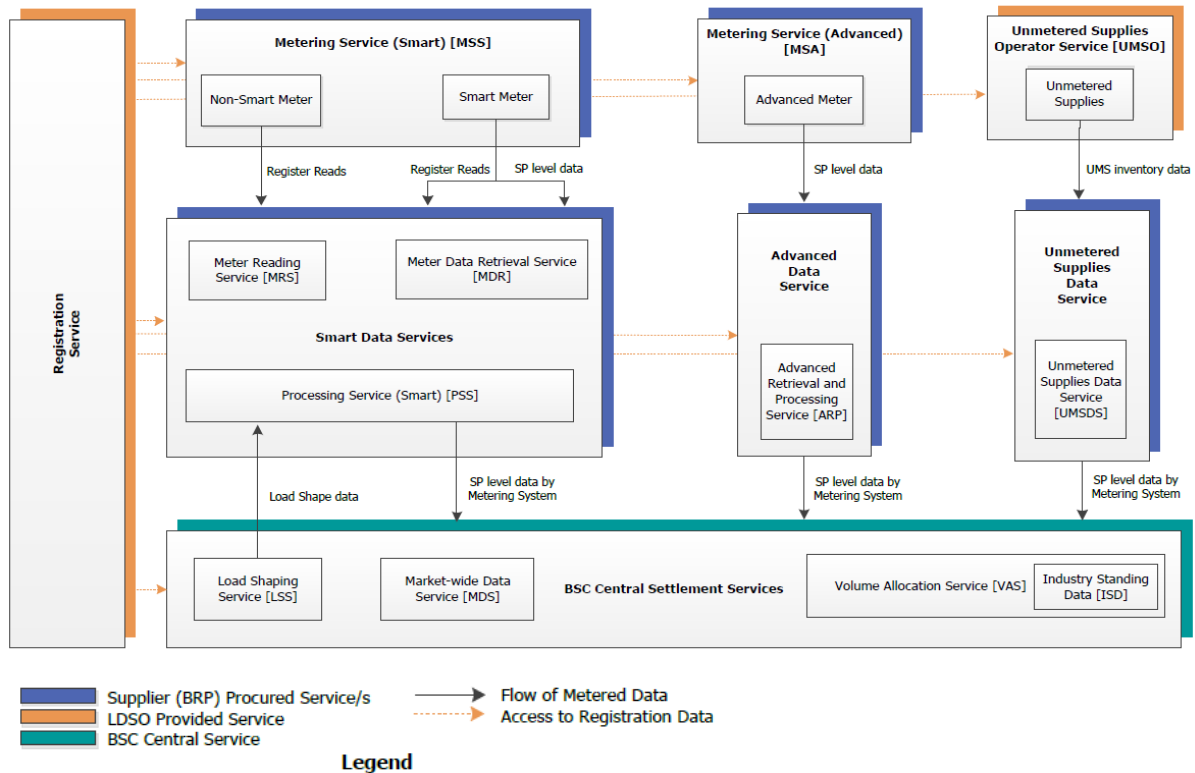 Metering Service (Smart) [MSS]
Non-Smart Meter
Smart Meter
Metering Service (Advanced)
[MSA]
Advanced Meter
Unmetered Supplies
Operator Service [UMSO]
Unmetered
Supplies
Register Reads
Register Reads
SP level data
SP level data
UMS inventory data
Registration
Service
Meter Reading
Service [MRS]
Meter Data Retrieval Service
[MDR]
Smart Data Services
Processing Service (Smart) [PSS]
Advanced
Data
Service
Advanced
Retrieval and
Processing
Service [ARP]
Unmetered
Supplies
Data
Service
Unmetered
Supplies Data
Service
[UMSDS]
Load Shape data
SP level data by
Metering System
SP level data by
Metering System
SP level data by
Metering System
Load Shaping
Service [LSS]
Market-wide Data
Service [MDS]
BSC Central Settlement Services
Volume Allocation Service [VAS]
Industry Standing
Data [ISD]
Supplier (BRP) Procured Service/s
LDSO Provided Service
BSC Central Service
Flow of Metered Data
Access to Registration Data
Legend